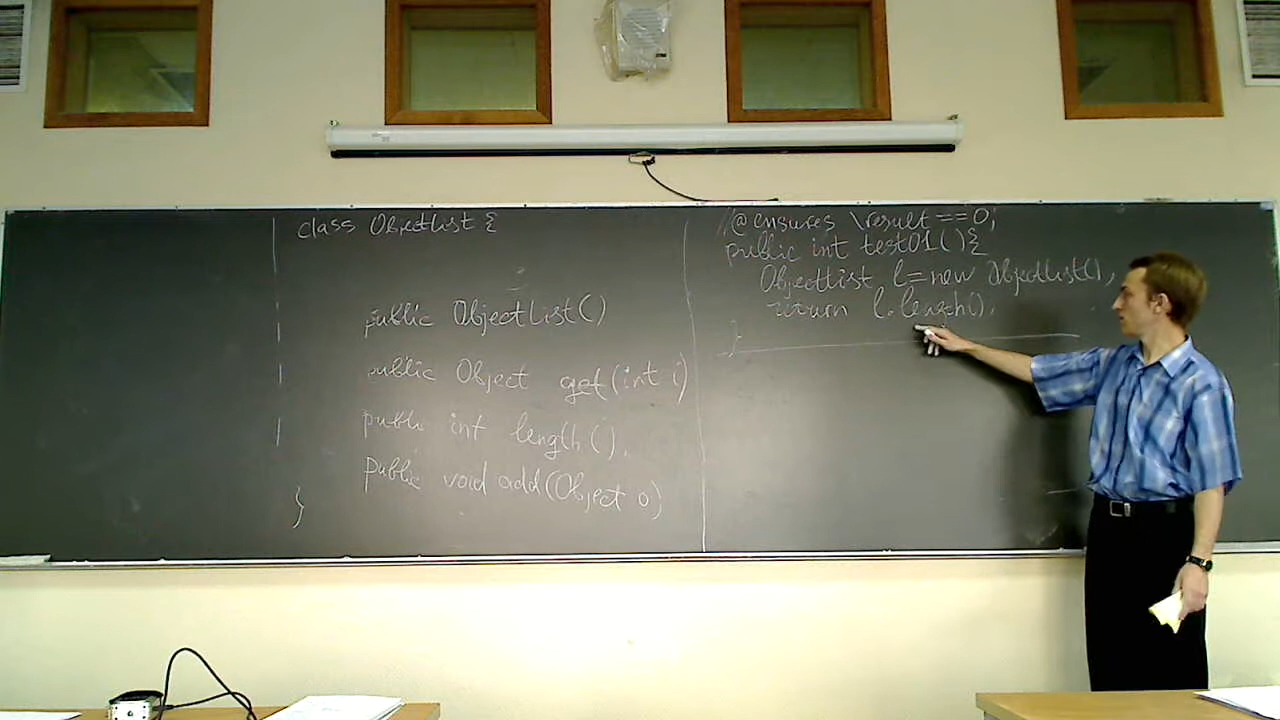 class ObjectList {
public ObjectList()
public Object get(int i)
public int length();
public void add(Object o)
}
//@ ensures \result == 0;
public int test01(){
ObjectList l = new ObjectList();
return l.length();
}